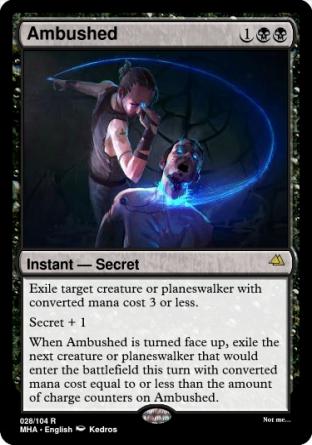 Ambushed 1
Instant — Secret
Exile target creature or planeswalker with
converted mana cost 3 or less.
Secret + 1
When Ambushed is turned face up, exile the
next creature or planeswalker that would
enter the battlefield this turn with converted
mana cost equal to or less than the amount
of charge counters on Ambushed.
028/104 R
Not me...
MHA • English Kedros